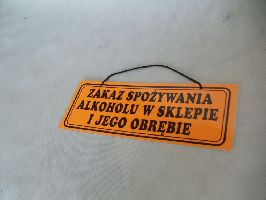 ZAKAZ SPOŻYWANIA
ALKOHOLU W SKLEPIE
I JEGO OBRĘBIE